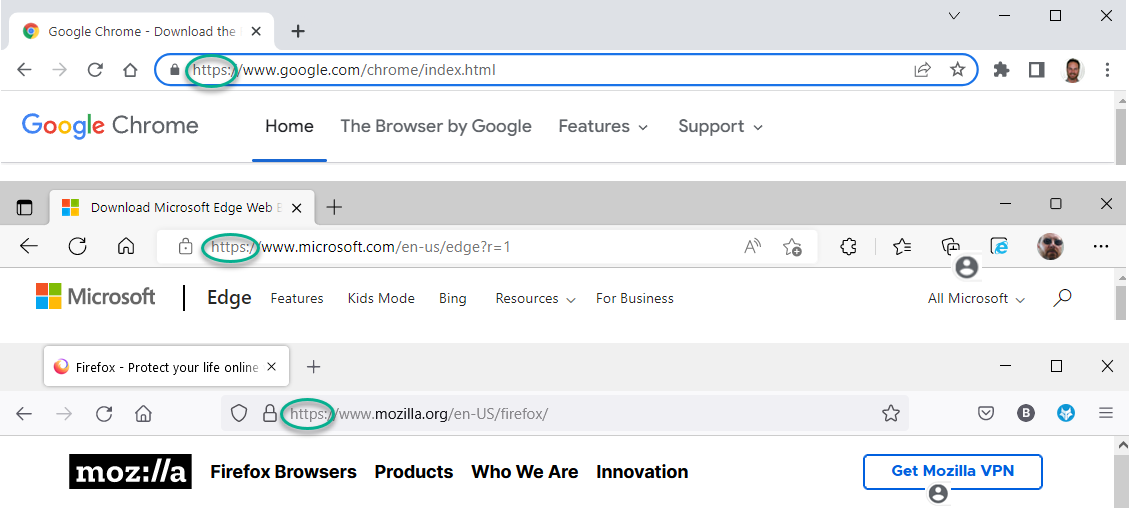 Google Chrome - Download the
https://www.google.com/chrome/index.html
Google Chrome Home The Browser by Google Features Support
Download Microsoft Edge Web
https://www.microsoft.com/en-us/edge?r=1
Microsoft Edge Features Kids Mode Bing Resources For Business All Microsoft
Firefox - Protect your life online
https://www.mozilla.org/en-US/firefox/
B
moz://a Firefox Browsers Products Who We Are Innovation Get Mozilla VPN